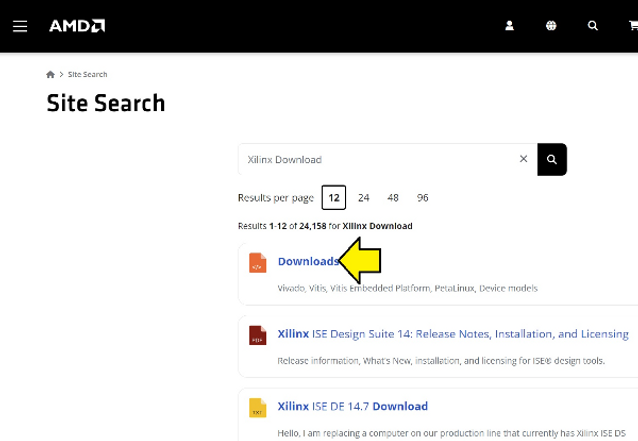 AMD
Site Search
Site Search
Xilinx Download
Results per page 12 24 48 96
Results 1-12 of 24,158 for Xilinx Download
Downloads
Vivado, Vitis, Vitis Embedded Platform, PetaLinux, Device models
PDF
Xilinx ISE Design Suite 14: Release Notes, Installation, and Licensing
Release information, What's New, installation, and licensing for ISE® design tools.
TXT
Xilinx ISE DE 14.7 Download
Hello, I am replacing a computer on our production line that currently has Xilinx ISE DS